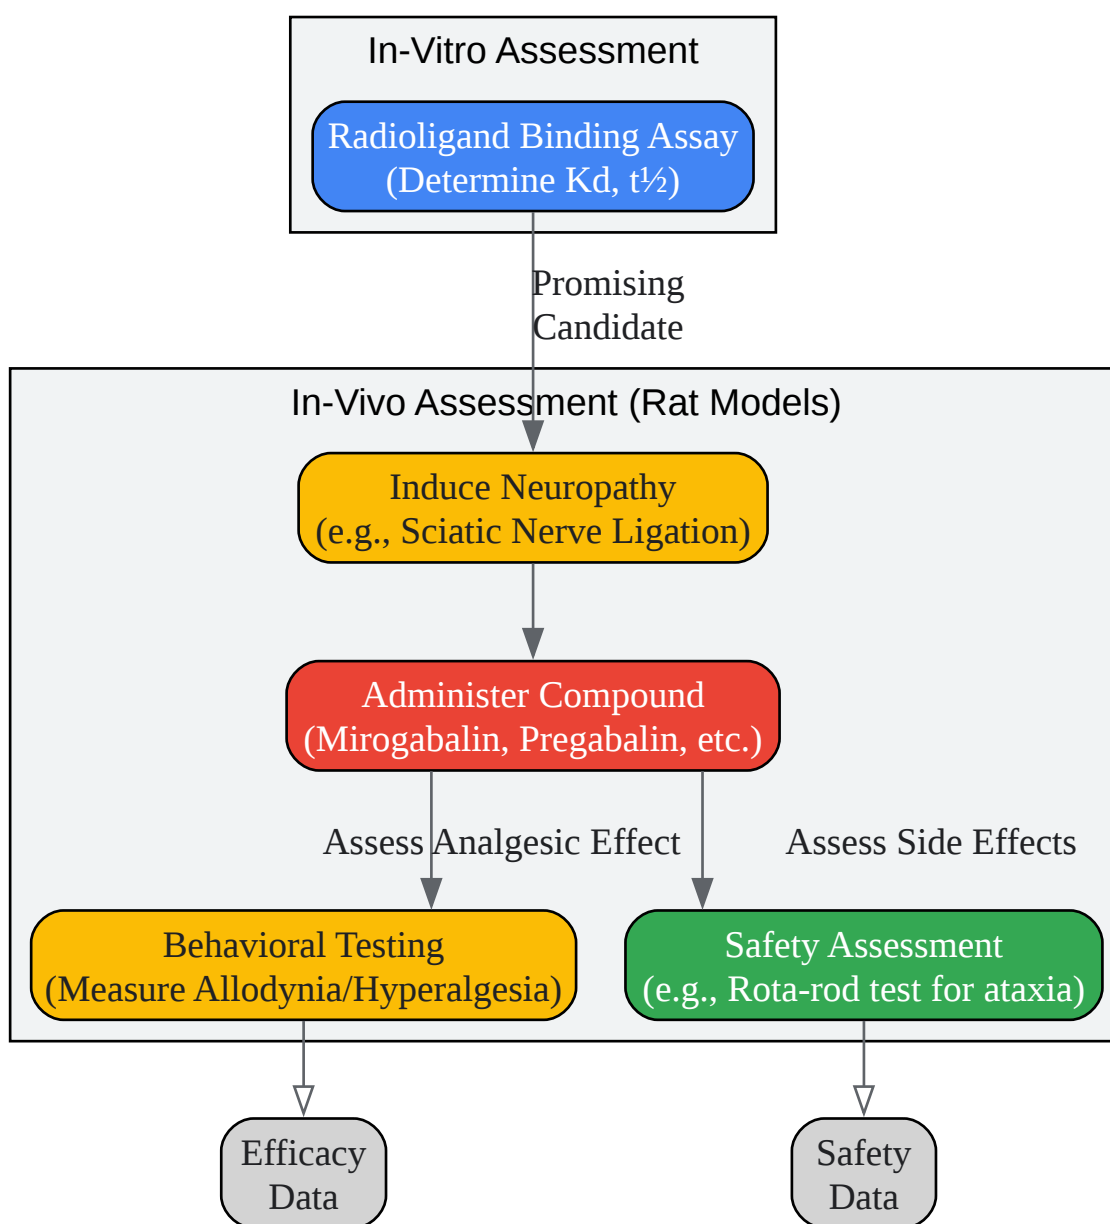 In-Vitro Assessment
Radioligand Binding Assay
(Determine Kd, t½)
Promising
Candidate
In-Vivo Assessment (Rat Models)
Induce Neuropathy
(e.g., Sciatic Nerve Ligation)
Administer Compound
(Mirogabalin, Pregabalin, etc.)
Assess Analgesic Effect
Assess Side Effects
Behavioral Testing
(Measure Allodynia/Hyperalgesia)
Safety Assessment
(e.g., Rota-rod test for ataxia)
Efficacy
Data
Safety
Data